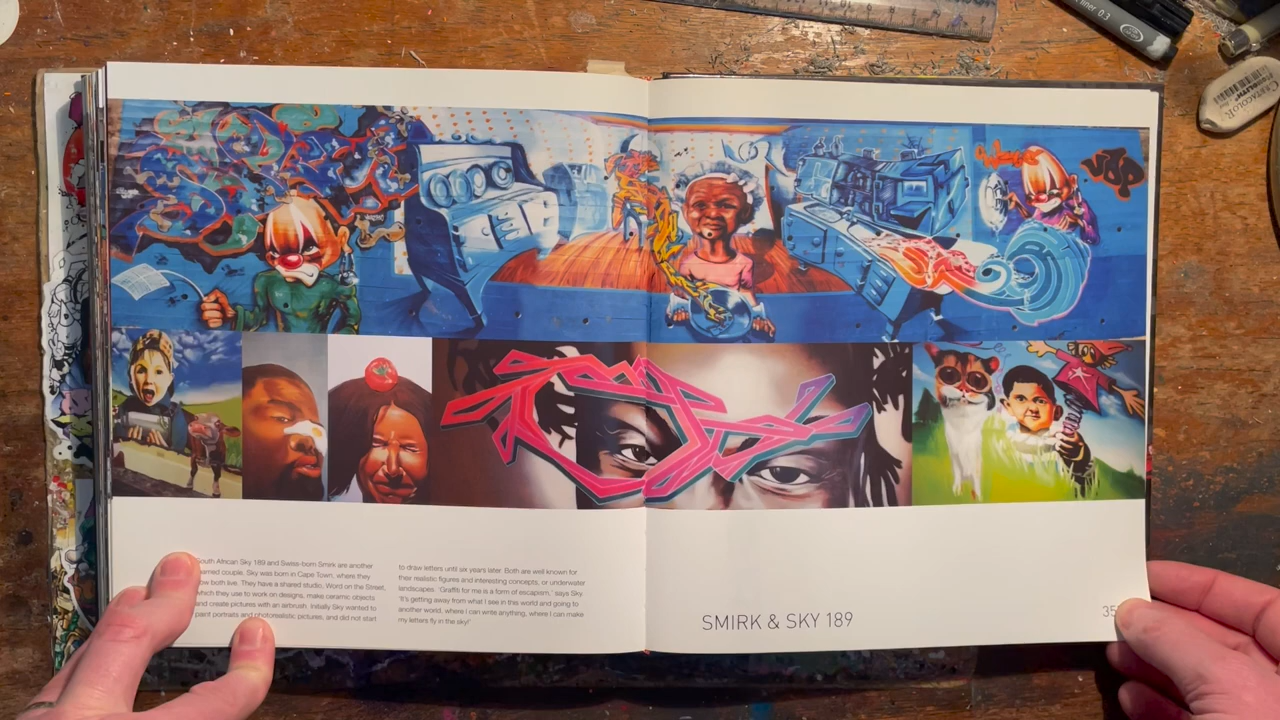 liner 0.3
CRETACOLOR
South African Sky 189 and Swiss-born Smirk are another
married couple. Sky was born in Cape Town, where they
now both live. They have a shared studio, Word on the Street,
which they use to work on designs, make ceramic objects
and create pictures with an airbrush. Initially Sky wanted to
paint portraits and photorealistic pictures, and did not start
to draw letters until six years later. Both are well known for
their realistic figures and interesting concepts, or underwater
landscapes. 'Graffiti for me is a form of escapism,' says Sky.
'It's getting away from what I see in this world and going to
another world, where I can write anything, where I can make
my letters fly in the sky!'
SMIRK & SKY 189